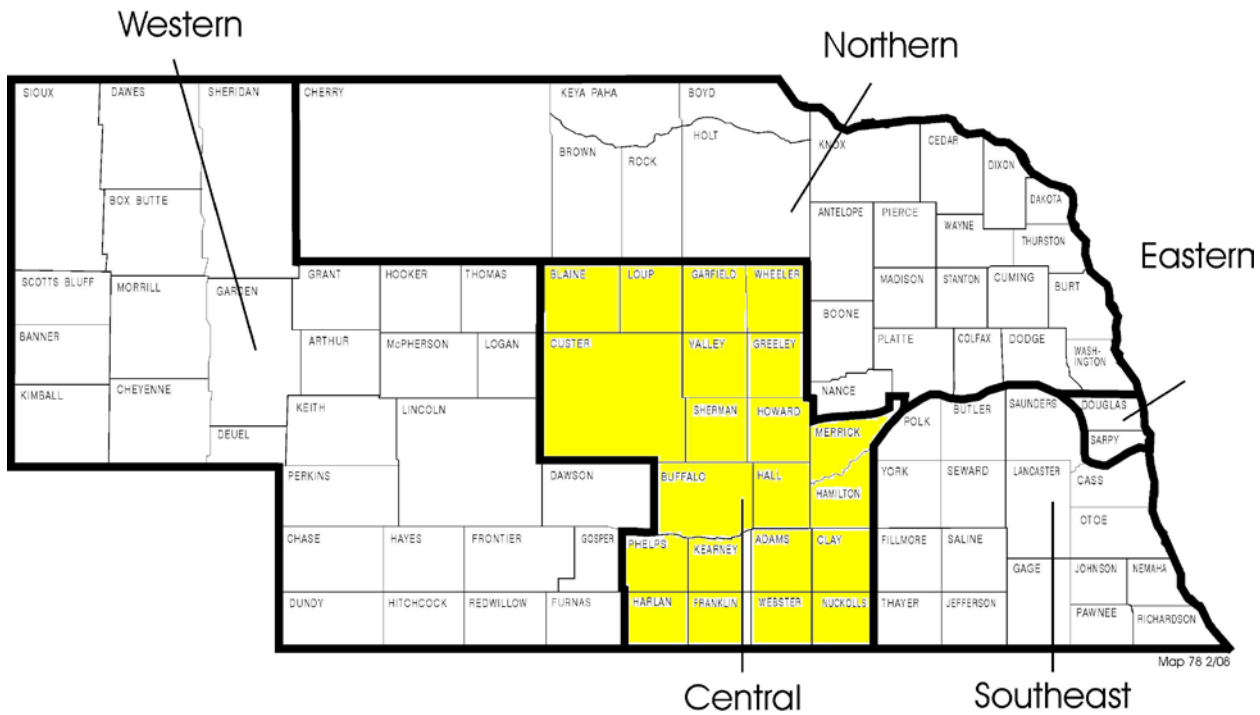 Western
Northern
Eastern
SIOUX
DAWES
SHERIDAN
CHERRY
KEYA PAHA
BOYD
HOLT
BROWN
ROCK
KNOX
CEDAR
DIXON
DAKOTA
BOX BUTTE
ANTELOPE
PIERCE
WAYNE
THURSTON
SCOTTS BLUFF
MORRILL
GARDEN
GRANT
HOOKER
THOMAS
BLAINE
LOUP
GARFIELD
WHEELER
MADISON
STANTON
CUMING
BURT
BANNER
ARTHUR
McPHERSON
LOGAN
CUSTER
VALLEY
GREELEY
BOONE
PLATTE
COLFAX
DODGE
WASH-
INGTON
KIMBALL
CHEYENNE
DEUEL
KEITH
LINCOLN
SHERMAN
HOWARD
NANCE
MERRICK
POLK
BUTLER
SAUNDERS
DOUGLAS
SARPY
PERKINS
DAWSON
BUFFALO
HALL
HAMILTON
YORK
SEWARD
LANCASTER
CASS
OTOE
CHASE
HAYES
FRONTIER
GOSPER
PHELPS
KEARNEY
ADAMS
CLAY
FILLMORE
SALINE
GAGE
JOHNSON
NEMAHA
DUNDY
HITCHCOCK
REDWILLOW
FURNAS
HARLAN
FRANKLIN
WEBSTER
NUCKOLLS
THAYER
JEFFERSON
PAWNEE
RICHARDSON
Map 78 2/08
Central
Southeast